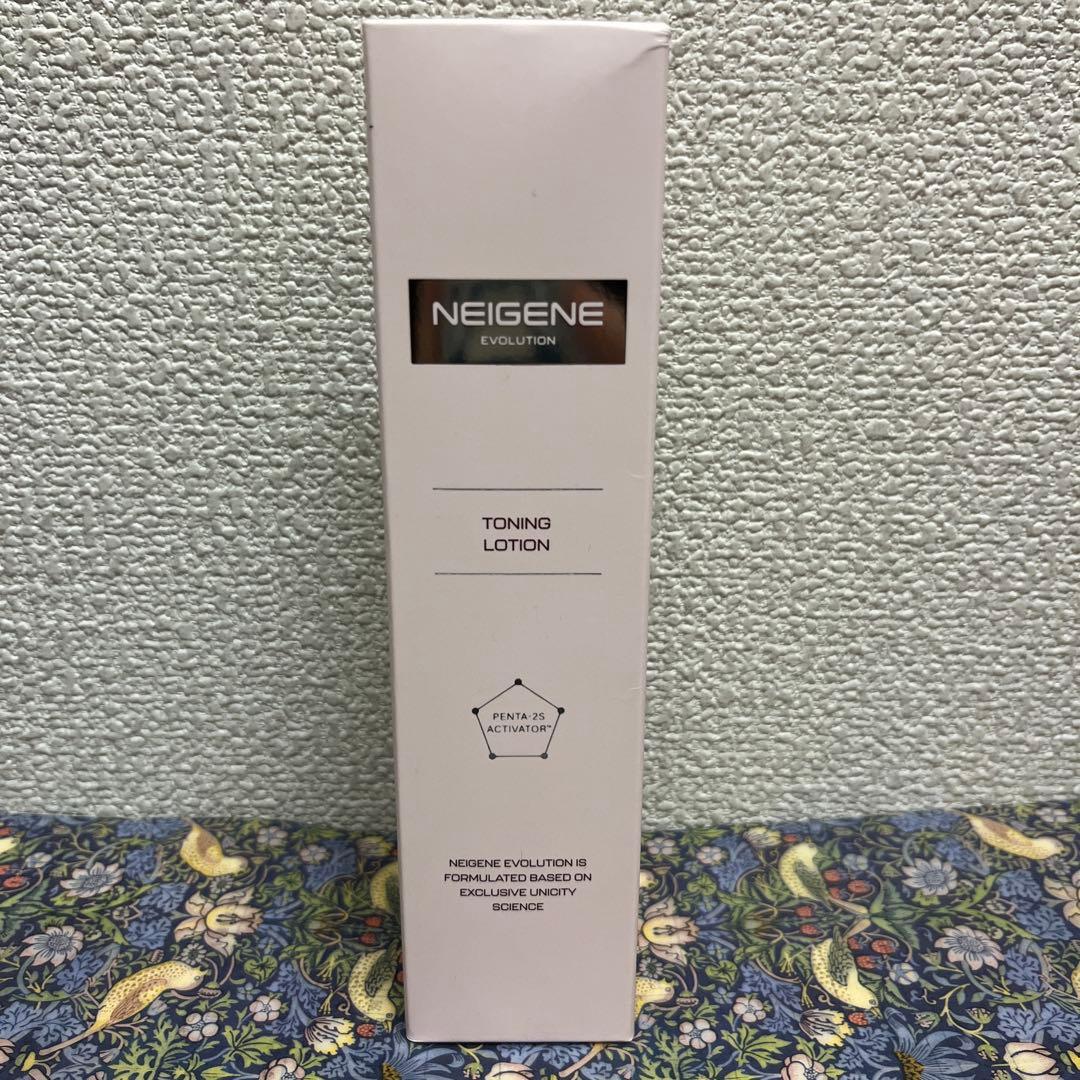 NEIGENE
EVOLUTION
TONING
LOTION
PENTA-2S
ACTIVATOR™
NEIGENE EVOLUTION IS
FORMULATED BASED ON
EXCLUSIVE UNICITY
SCIENCE